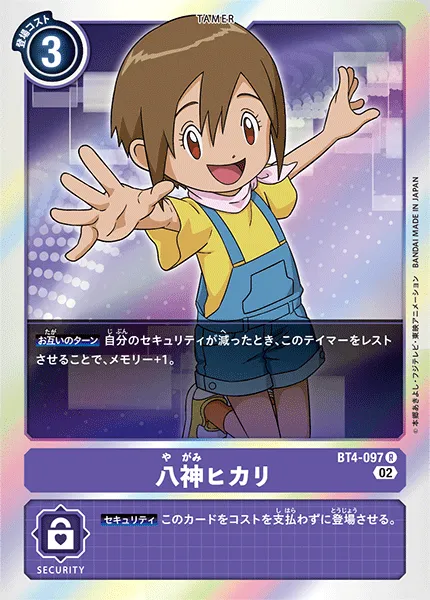 TAMER
登場コスト
3
お互いのターン 自分のセキュリティが減ったとき、このテイマーをレスト
させることで、メモリー+1。
©本郷あきよし・フジテレビ・東映アニメーション BANDAI MADE IN JAPAN
BT4-097 R
02
やがみ
八神ヒカリ
セキュリティ このカードをコストを支払わずに登場させる。
SECURITY